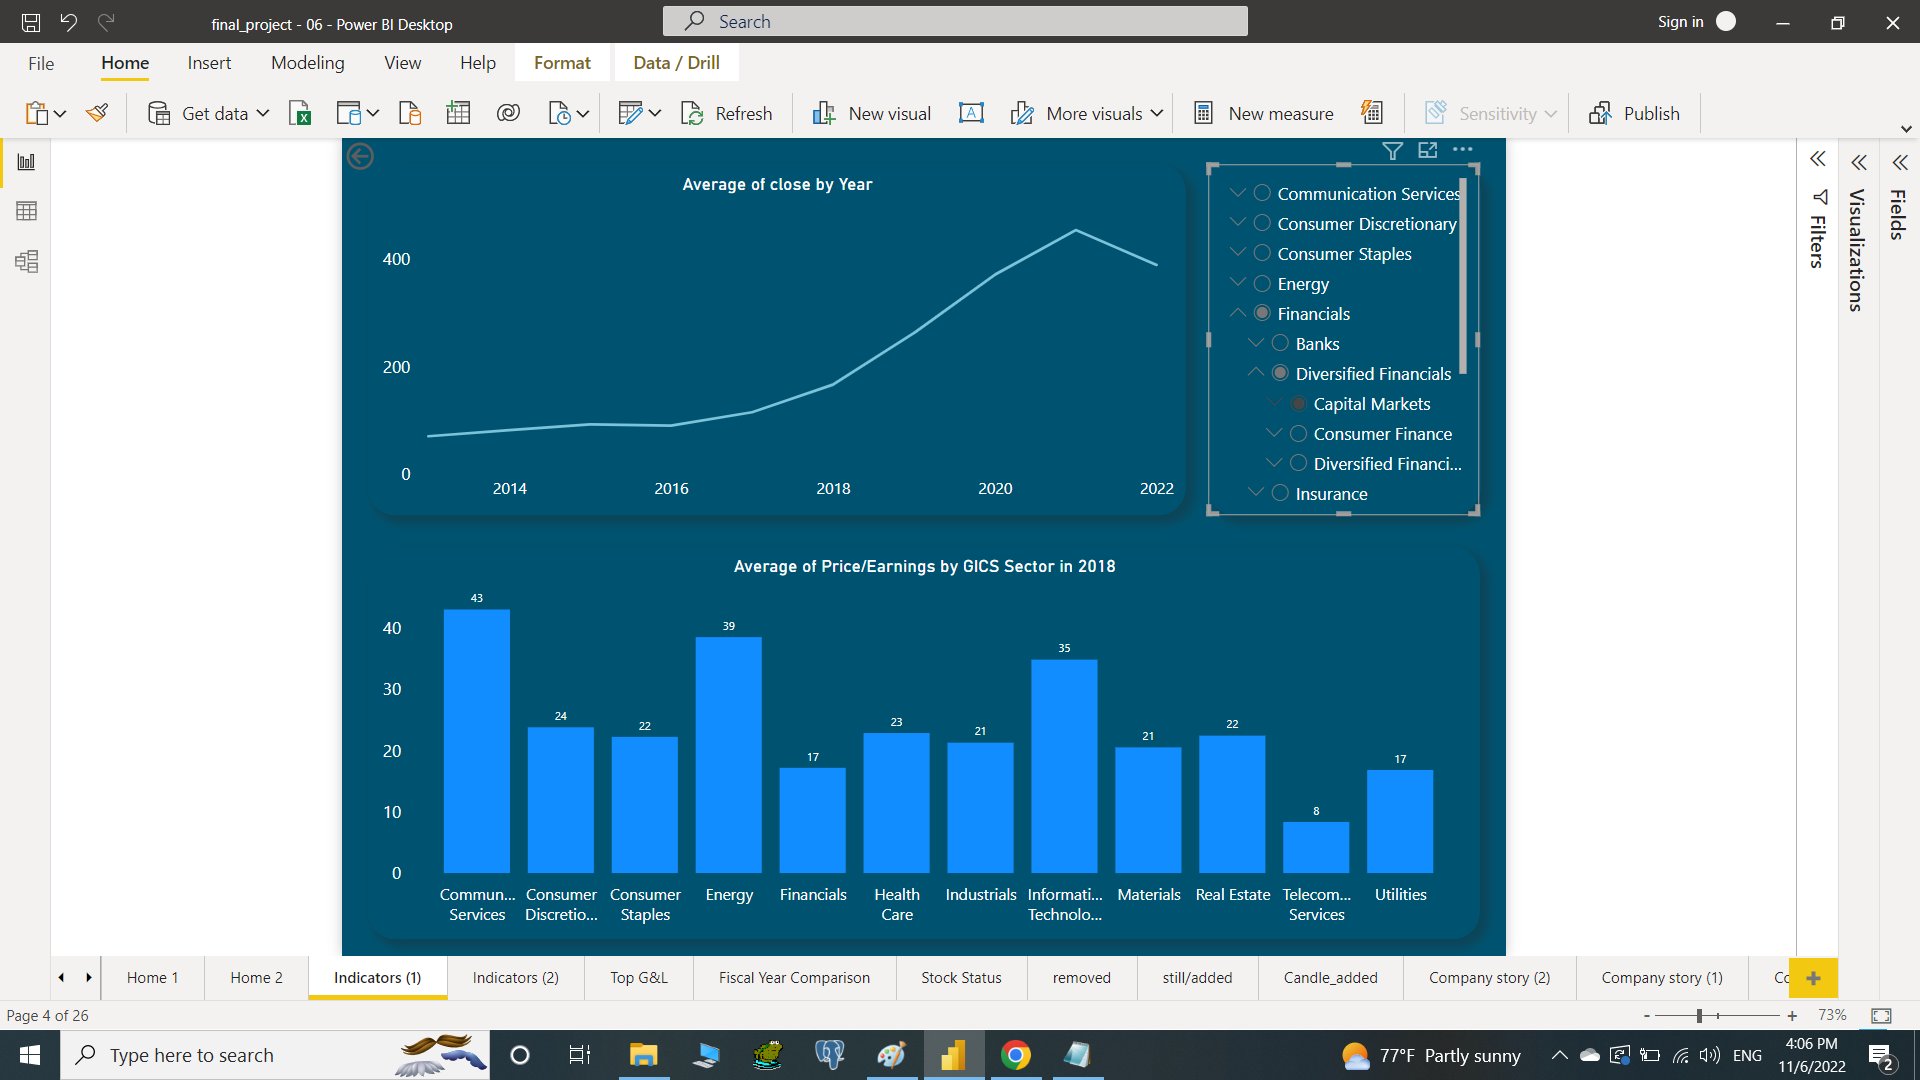 final_project - 06 - Power BI Desktop
Search
Sign in
File
Home
Insert
Modeling
View
Help
Format
Data / Drill
Get data
Refresh
New visual
More visuals
New measure
Sensitivity
Publish
Average of close by Year
400
200
0
2014
2016
2018
2020
2022
Communication Services
Consumer Discretionary
Consumer Staples
Energy
Financials
Banks
Diversified Financials
Capital Markets
Consumer Finance
Diversified Financi...
Insurance
Filters
Visualizations
Fields
Average of Price/Earnings by GICS Sector in 2018
40
30
20
10
0
43
24
22
39
17
23
21
35
21
22
8
17
Commun...
Services
Consumer
Discretio...
Consumer
Staples
Energy
Financials
Health
Care
Industrials
Informati...
Technolo...
Materials
Real Estate
Telecom...
Services
Utilities
Home 1
Home 2
Indicators (1)
Indicators (2)
Top G&L
Fiscal Year Comparison
Stock Status
removed
still/added
Candle_added
Company story (2)
Company story (1)
Co
Page 4 of 26
73%
Type here to search
77°F Partly sunny
ENG
4:06 PM
11/6/2022
2